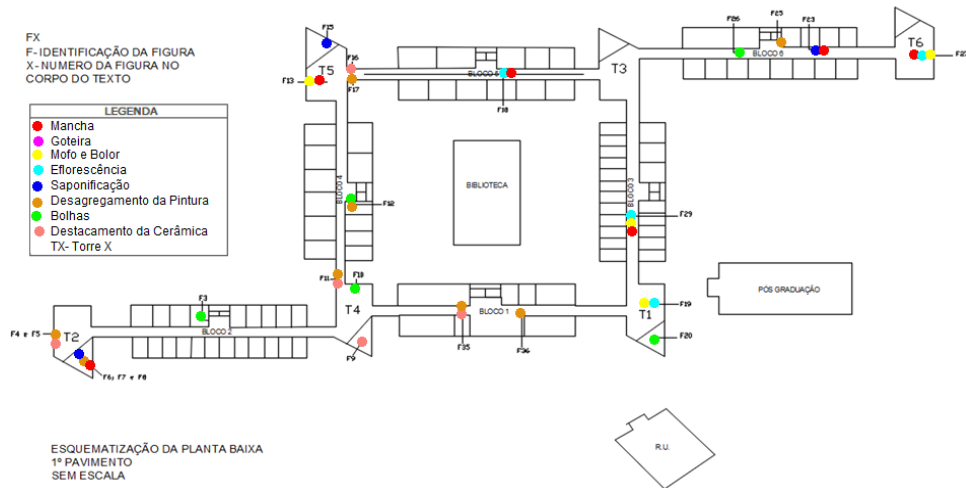 FX
F- IDENTIFICAÇÃO DA FIGURA
X- NUMERO DA FIGURA NO
CORPO DO TEXTO
LEGENDA
Mancha
Goteira
Mofo e Bolor
Eflorescência
Saponificação
Desagregamento da Pintura
Bolhas
Destacamento da Cerâmica
TX- Torre X
F15
F16
F13
T5
F17
BLOCO 5
F18
T3
F26
F25
F23
BLOCO 6
T6
BLOCO 4
F12
BIBLIOTECA
BLOCO 3
F29
F11
F10
T4
F9
BLOCO 1
F35
F36
T1
F19
F20
PÓS GRADUAÇÃO
F3
F4 e F5
T2
BLOCO 2
F6, F7 e F8
R.U.
ESQUEMATIZAÇÃO DA PLANTA BAIXA
1º PAVIMENTO
SEM ESCALA